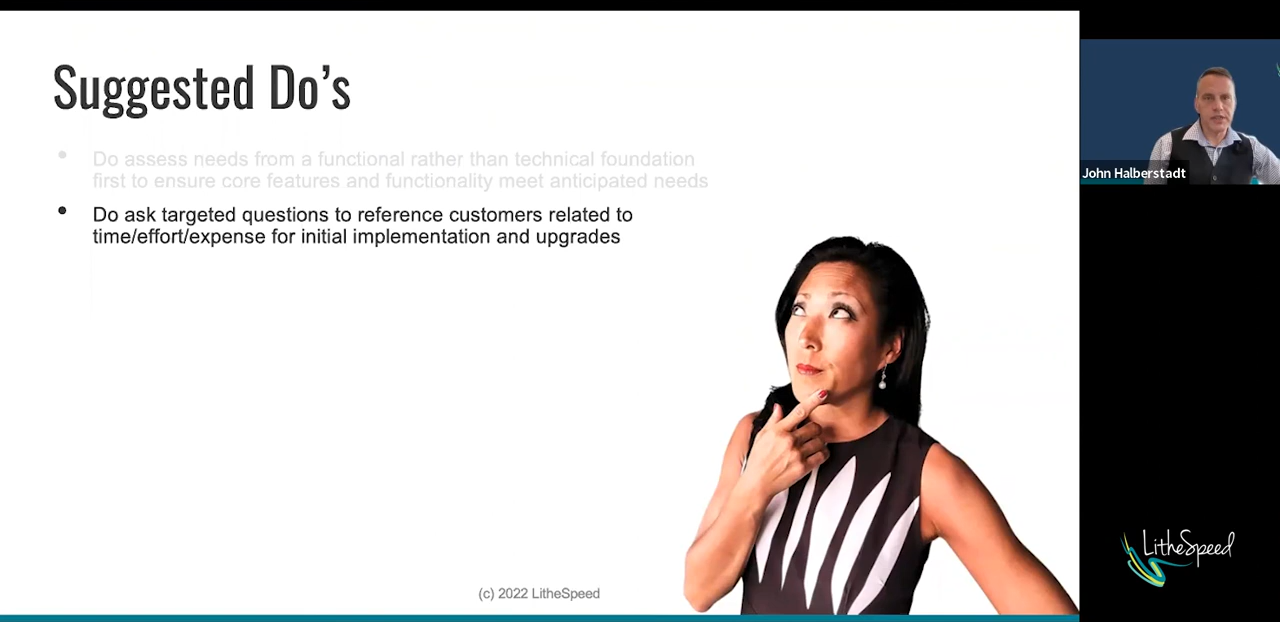 Suggested Do’s
• Do assess needs from a functional rather than technical foundation
first to ensure core features and functionality meet anticipated needs
• Do ask targeted questions to reference customers related to
time/effort/expense for initial implementation and upgrades
(c) 2022 LitheSpeed
John Halberstadt
LitheSpeed